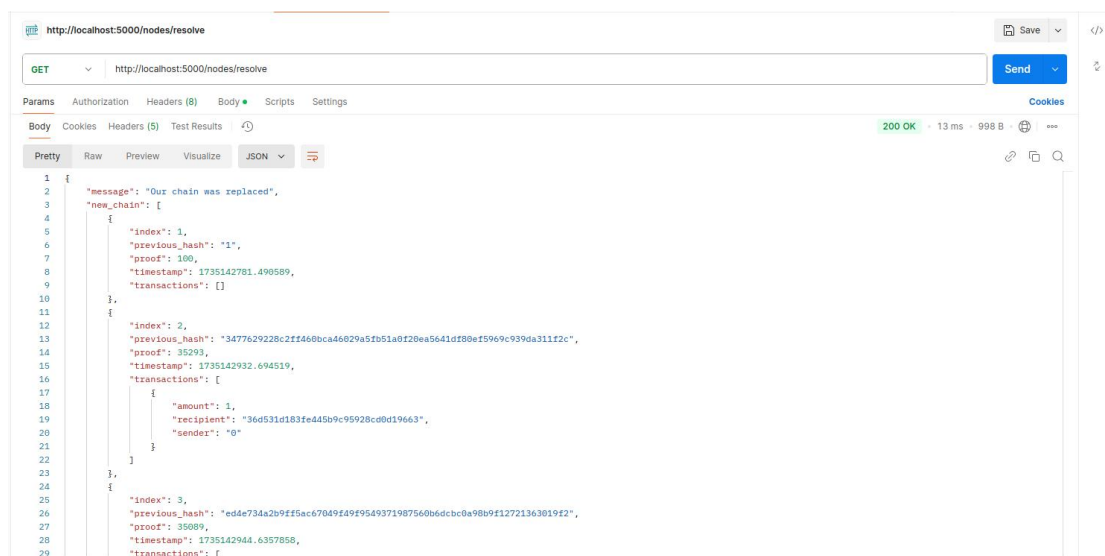 HTTP http://localhost:5000/nodes/resolve
Save
</>
GET http://localhost:5000/nodes/resolve
Send
Params Authorization Headers (8) Body Scripts Settings
Cookies
Body Cookies Headers (5) Test Results
200 OK 13 ms 998 B
Pretty Raw Preview Visualize JSON
1 {
2 "message": "Our chain was replaced",
3 "new_chain": [
4 {
5 "index": 1,
6 "previous_hash": "1",
7 "proof": 100,
8 "timestamp": 1735142781.490589,
9 "transactions": []
10 },
11 {
12 "index": 2,
13 "previous_hash": "3477629228c2ff460bca46029a5fb51a0f20ea5641df80ef5969c939da311f2c",
14 "proof": 35293,
15 "timestamp": 1735142932.694519,
16 "transactions": [
17 {
18 "amount": 1,
19 "recipient": "36d531d183fe445b9c95928cd0d19663",
20 "sender": "0"
21 }
22 ]
23 },
24 {
25 "index": 3,
26 "previous_hash": "ed4e734a2b9ff5ac67049f49f9549371987560b6dcbc0a98b9f12721363019f2",
27 "proof": 35089,
28 "timestamp": 1735142944.6357858,
29 "transactions": [